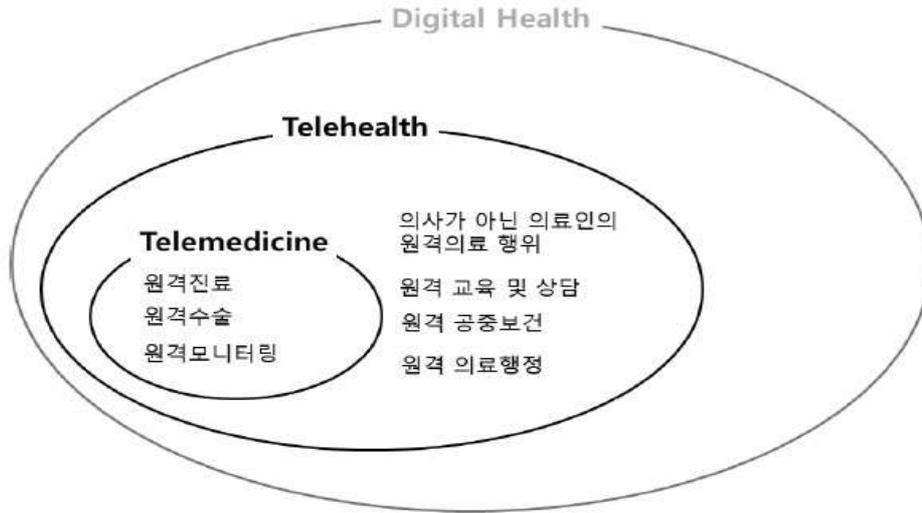 Digital Health
Telehealth
Telemedicine
원격진료
원격수술
원격모니터링
의사가 아닌 의료인의
원격의료 행위
원격 교육 및 상담
원격 공중보건
원격 의료행정